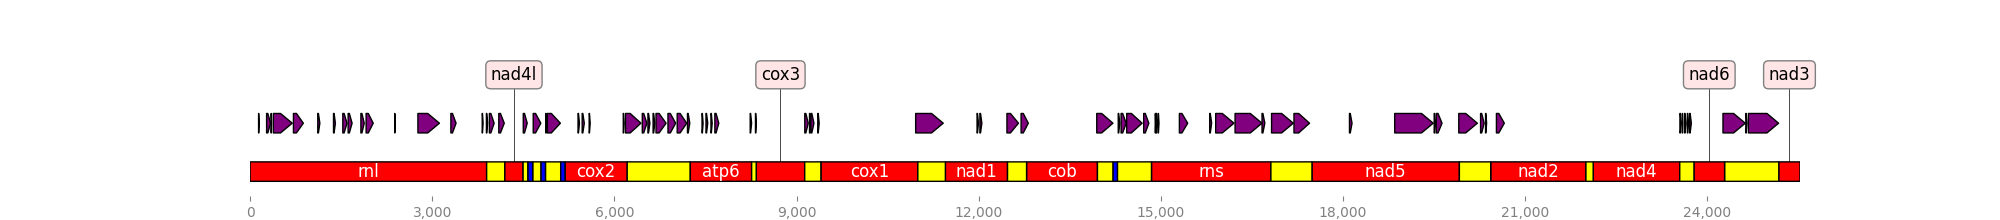 nad4l cox3 nad6 nad3
rnl cox2 atp6 cox1 nad1 cob rns nad5 nad2 nad4
0 3,000 6,000 9,000 12,000 15,000 18,000 21,000 24,000